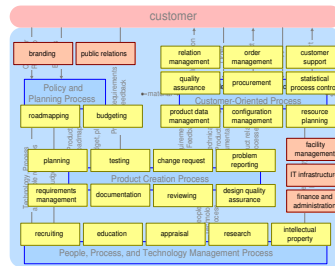 customer
branding
public relations
relation management
order management
customer support
quality assurance
procurement
statistical process control
Policy and Planning Process
Customer-Oriented Process
roadmapping
budgeting
product data management
configuration management
resource planning
facility management
planning
testing
change request
problem reporting
IT infrastructure
Product Creation Process
requirements management
documentation
reviewing
design quality assurance
finance and administration
recruiting
education
appraisal
research
intellectual property
People, Process, and Technology Management Process